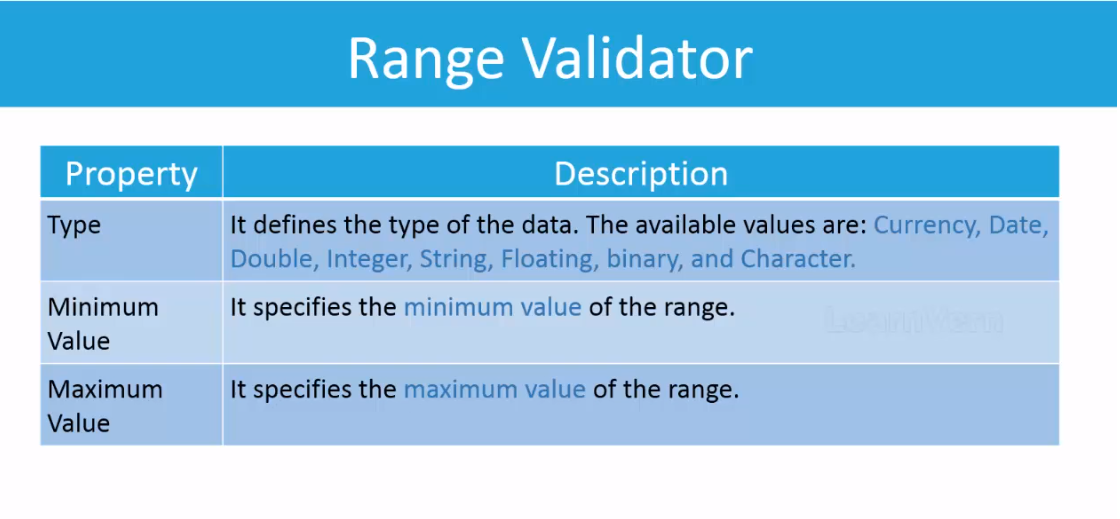 Range Validator
Property
Description
Type
It defines the type of the data. The available values are: Currency, Date,
Double, Integer, String, Floating, binary, and Character.
Minimum
Value
It specifies the minimum value of the range.
LearnVern
Maximum
Value
It specifies the maximum value of the range.